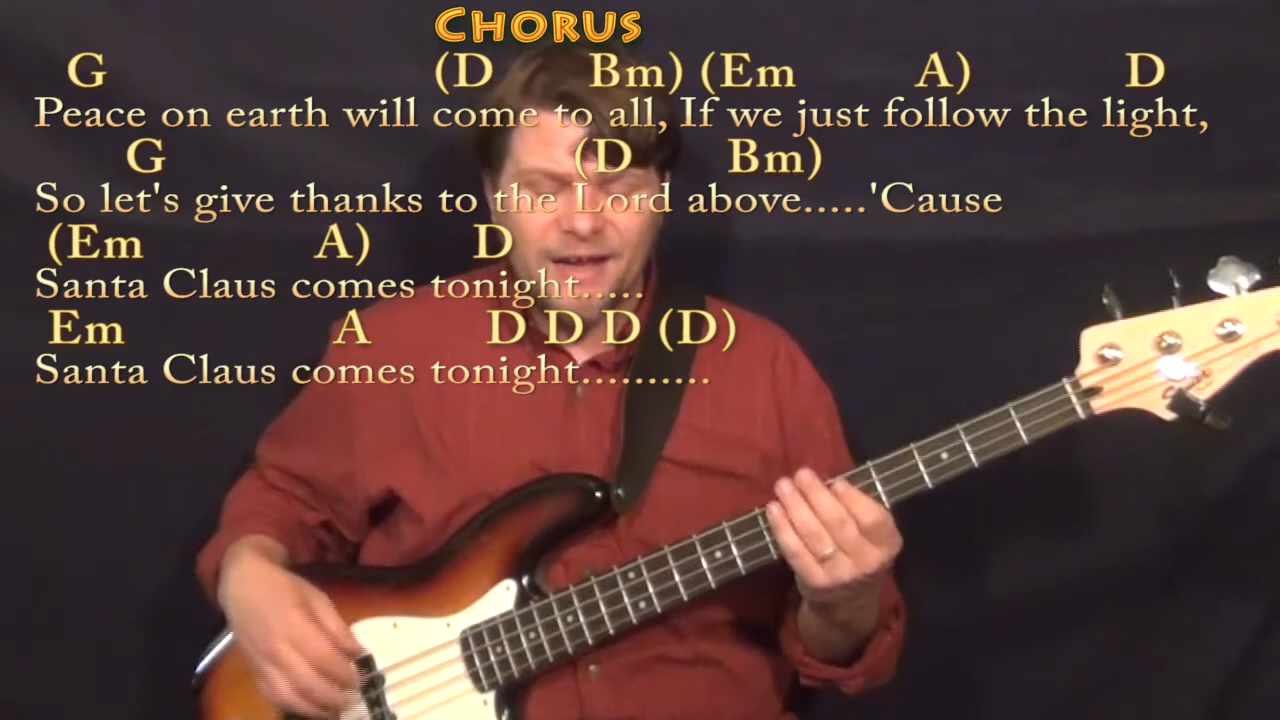 CHORUS
G (D Bm) (Em A) D
Peace on earth will come to all, If we just follow the light,
G (D Bm)
So let's give thanks to the Lord above.....'Cause
(Em A) D
Santa Claus comes tonight.....
Em A D D D (D)
Santa Claus comes tonight..........